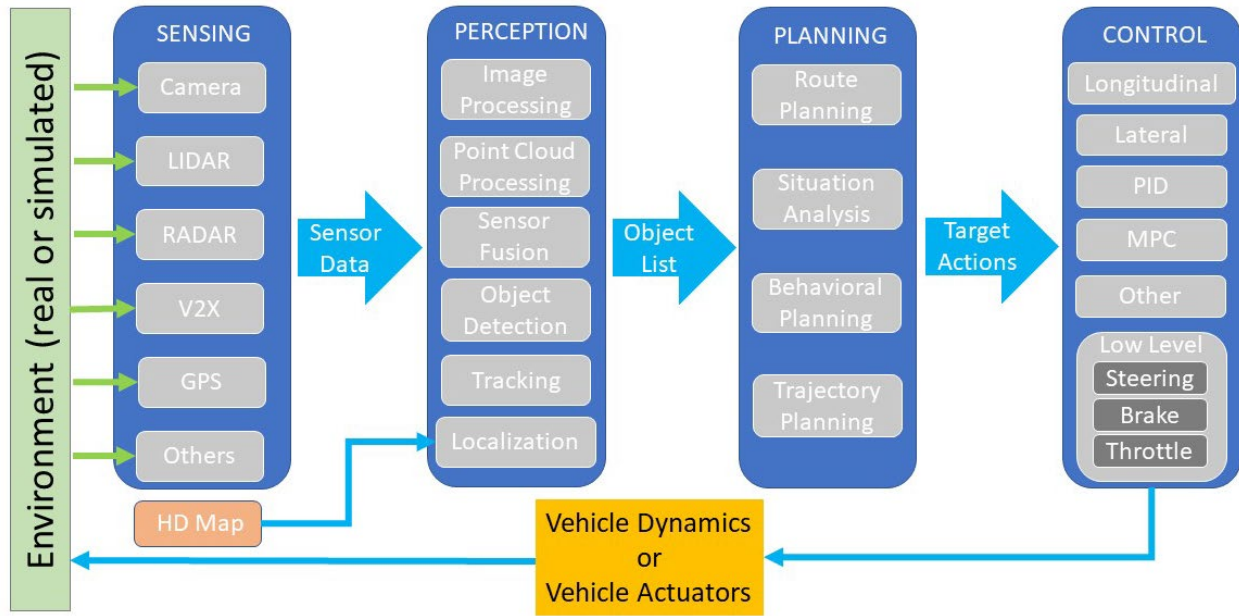 Environment (real or simulated)
SENSING
Camera
LIDAR
RADAR
V2X
GPS
Others
HD Map
Sensor
Data
PERCEPTION
Image
Processing
Point Cloud
Processing
Sensor
Fusion
Object
Detection
Tracking
Localization
Object
List
PLANNING
Route
Planning
Situation
Analysis
Behavioral
Planning
Trajectory
Planning
Target
Actions
CONTROL
Longitudinal
Lateral
PID
MPC
Other
Low Level
Steering
Brake
Throttle
Vehicle Dynamics
or
Vehicle Actuators